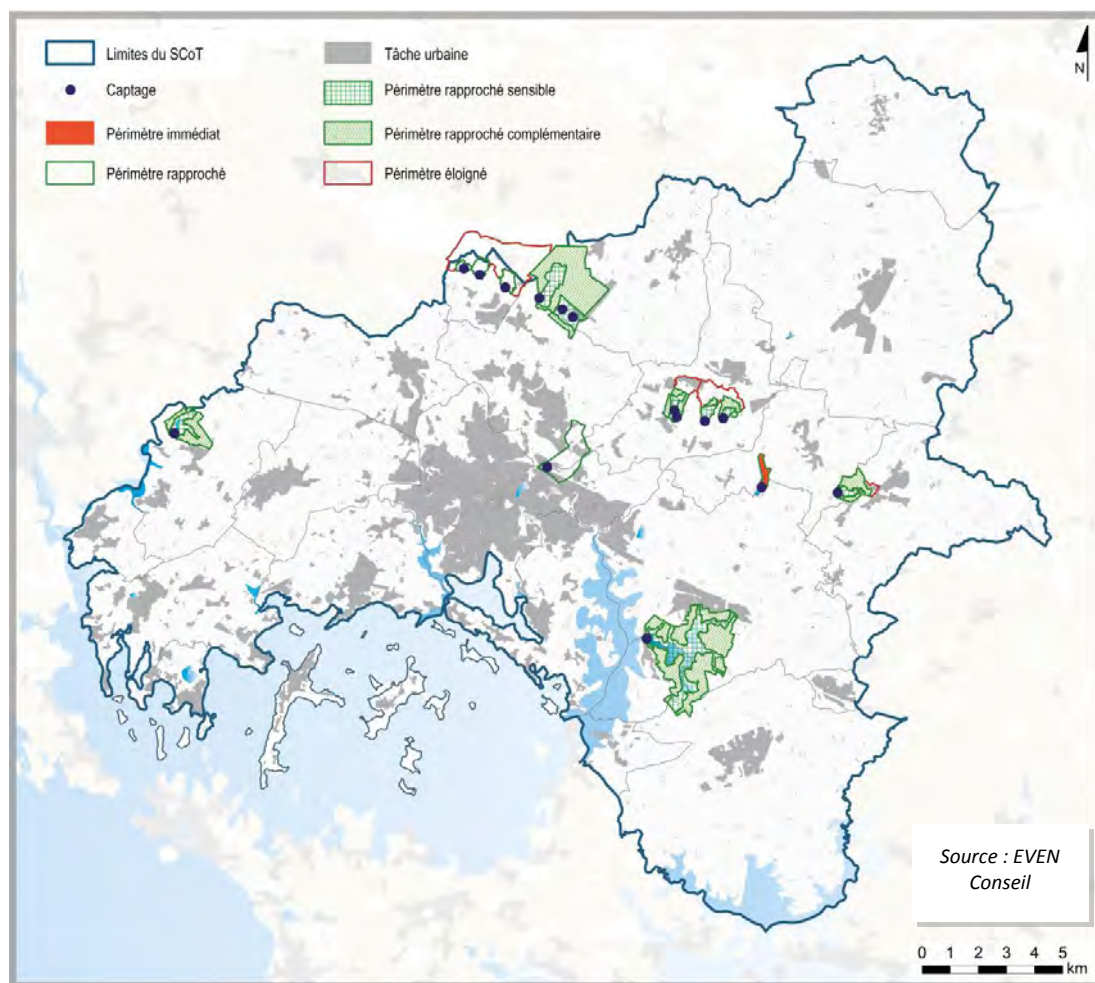 Limites du SCoT
Captage
Périmètre immédiat
Périmètre rapproché
Tâche urbaine
Périmètre rapproché sensible
Périmètre rapproché complémentaire
Périmètre éloigné
N
Source : EVEN
Conseil
0 1 2 3 4 5
km